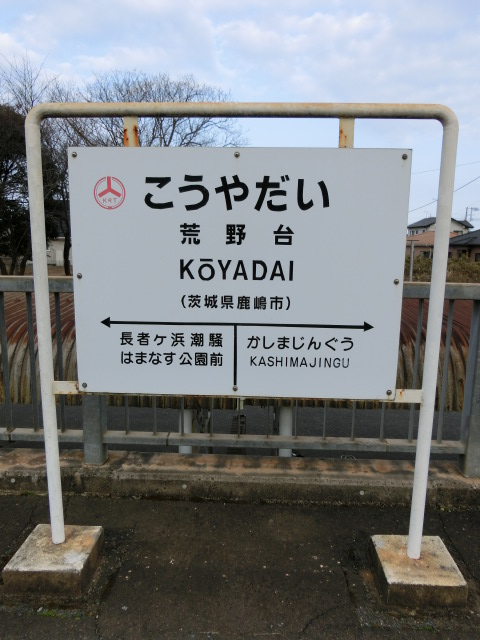 KRT
こうやだい
荒野台
KōYADAI
(茨城県鹿嶋市)
長者ケ浜潮騒
はまなす公園前
かしまじんぐう
KASHIMAJINGU